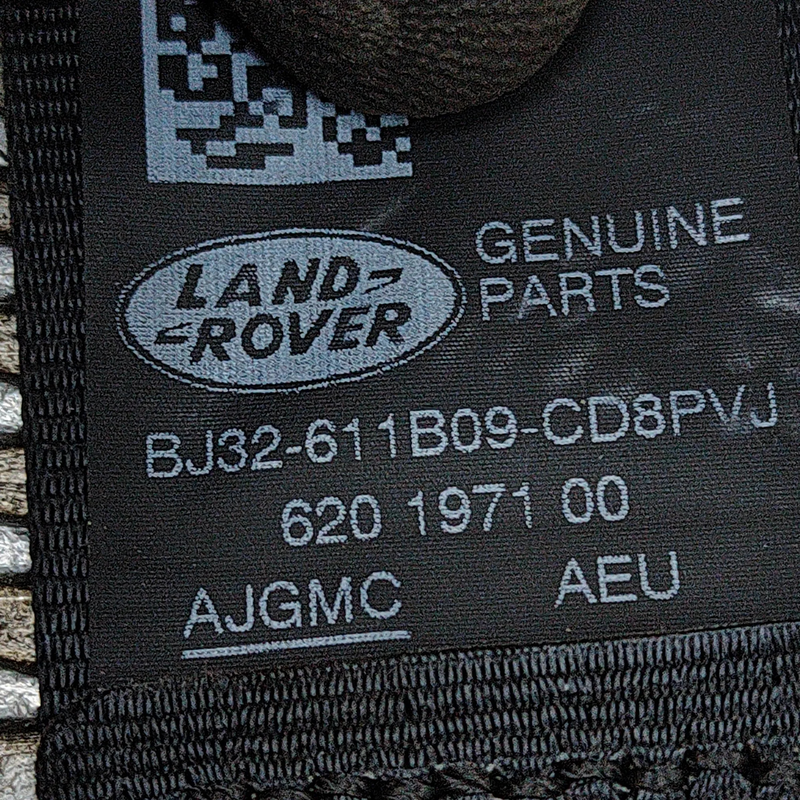 LAND
ROVER
GENUINE
PARTS
BJ32-611B09-CD8PVJ
620 1971 00
AJGMC AEU